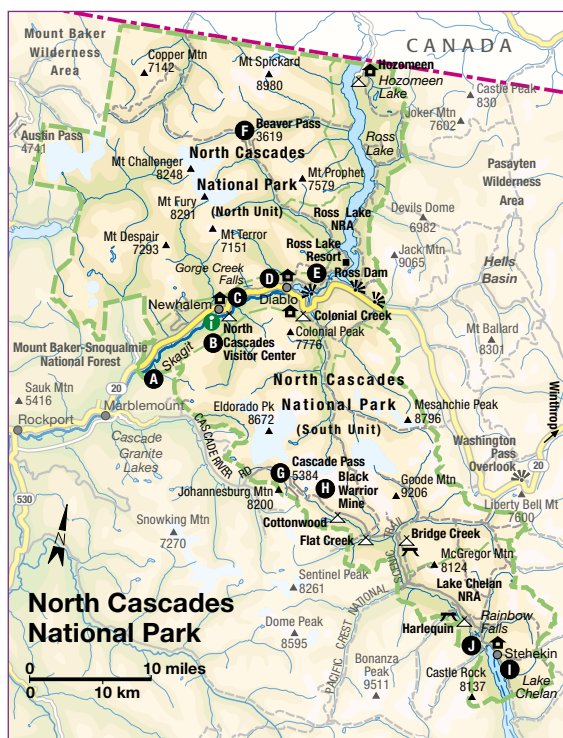 Mount Baker
Wilderness
Area
Copper Mtn
7142
Mt Spickard
8980
CANADA
Hozomeen
Hozomeen
Lake
Castle Peak
830
Joker Mtn
7602
Austin Pass
4741
F
Beaver Pass
3619
Ross
Lake
North Cascades
National Park
(North Unit)
Mt Challenger
8248
Mt Prophet
7579
Pasayten
Wilderness
Area
Mt Fury
8291
Mt Terror
7151
Mt Despair
7293
Ross Lake
NRA
Devils Dome
6982
Ross Lake
Resort
Jack Mtn
9065
Hells
Basin
Gorge Creek
Falls
D
E
Ross Dam
Diablo
Newhalem
C
i
North
Cascades
Visitor Center
B
Colonial Creek
Colonial Peak
7776
Mt Ballard
8301
Mount Baker-Snoqualmie
National Forest
Skagit
A
Sauk Mtn
5416
20
Rockport
Marblemount
North Cascades
National Park
(South Unit)
Eldorado Pk
8672
Mesahchie Peak
8796
Winthrop
20
Washington
Pass
Overlook
Cascade
Granite
Lakes
CASCADE RIVER RD
G
Cascade Pass
5384
H
Black
Warrior
Mine
Johannesburg Mtn
8200
Goode Mtn
9206
Liberty Bell Mt
7600
530
Snowking Mtn
7270
Cottonwood
Flat Creek
Bridge Creek
McGregor Mtn
8124
Sentinel Peak
8261
PACIFIC CREST NATIONAL SCENIC TRAIL
Lake Chelan
NRA
Dome Peak
8595
Harlequin
Rainbow
Falls
J
Stehekin
I
Bonanza
Peak
9511
Castle Rock
8137
Lake
Chelan
North Cascades
National Park
0
10 miles
0
10 km